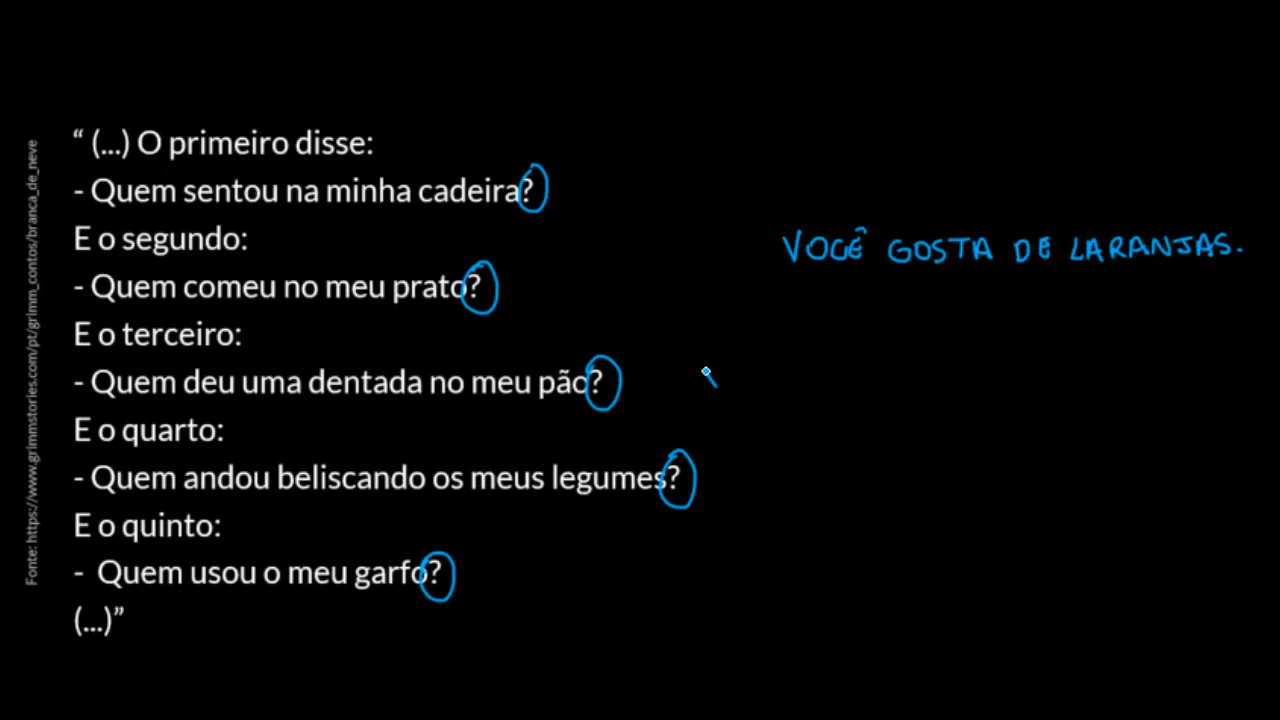 “ (...) O primeiro disse:
- Quem sentou na minha cadeira?
E o segundo:
- Quem comeu no meu prato?
E o terceiro:
- Quem deu uma dentada no meu pão?
E o quarto:
- Quem andou beliscando os meus legumes?
E o quinto:
- Quem usou o meu garfo?
(...)”
VOCÊ GOSTA DE LARANJAS.
Fonte: https://www.grimmstories.com/pt/grimm_contos/branca_de_neve